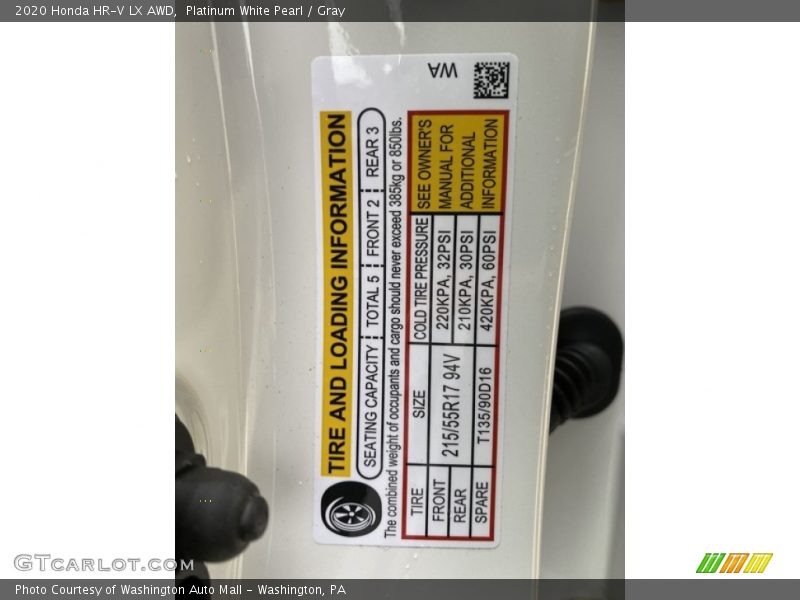 2020 Honda HR-V LX AWD,  Platinum White Pearl / Gray
WA
TIRE AND LOADING INFORMATION
SEATING CAPACITY TOTAL 5 FRONT 2 REAR 3
The combined weight of occupants and cargo should never exceed 385kg or 850lbs.
TIRE SIZE COLD TIRE PRESSURE
FRONT 215/55R17 94V 220KPA, 32PSI
REAR 210KPA, 30PSI
SPARE T135/90D16 420KPA, 60PSI
SEE OWNER'S
MANUAL FOR
ADDITIONAL
INFORMATION
GTcarlot.com
Photo Courtesy of Washington Auto Mall - Washington, PA